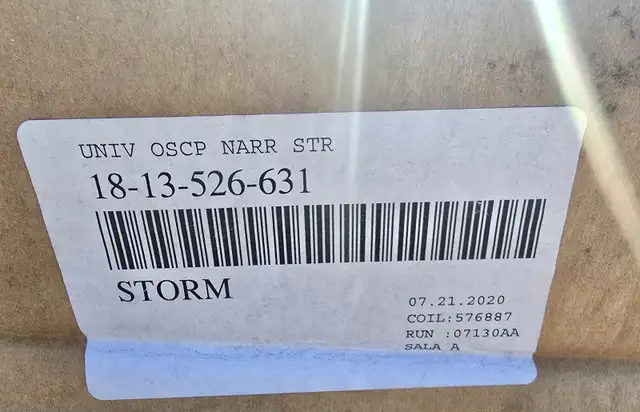 UNIV OSCP NARR STR
18-13-526-631
STORM
07.21.2020
COIL:576887
RUN :07130AA
SALA A